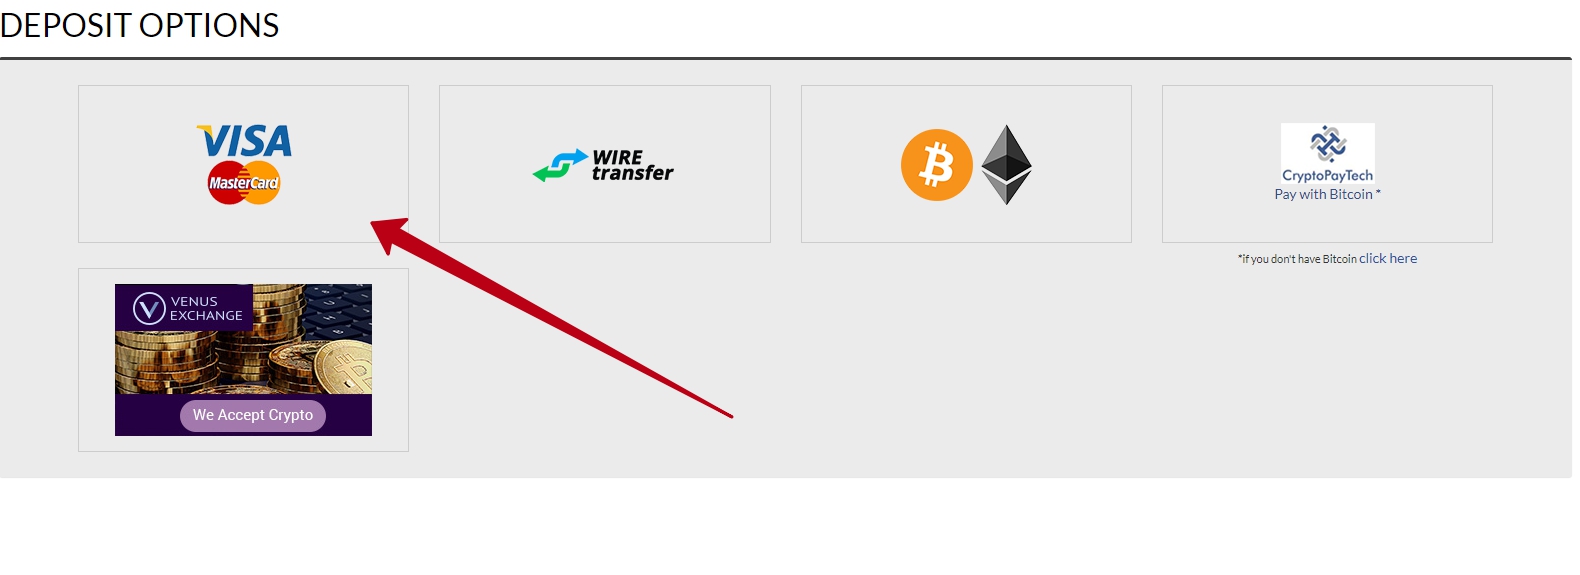 DEPOSIT OPTIONS
VISA
MasterCard
WIRE
transfer
CryptoPayTech
Pay with Bitcoin *
*if you don't have Bitcoin click here
VENUS
EXCHANGE
We Accept Crypto